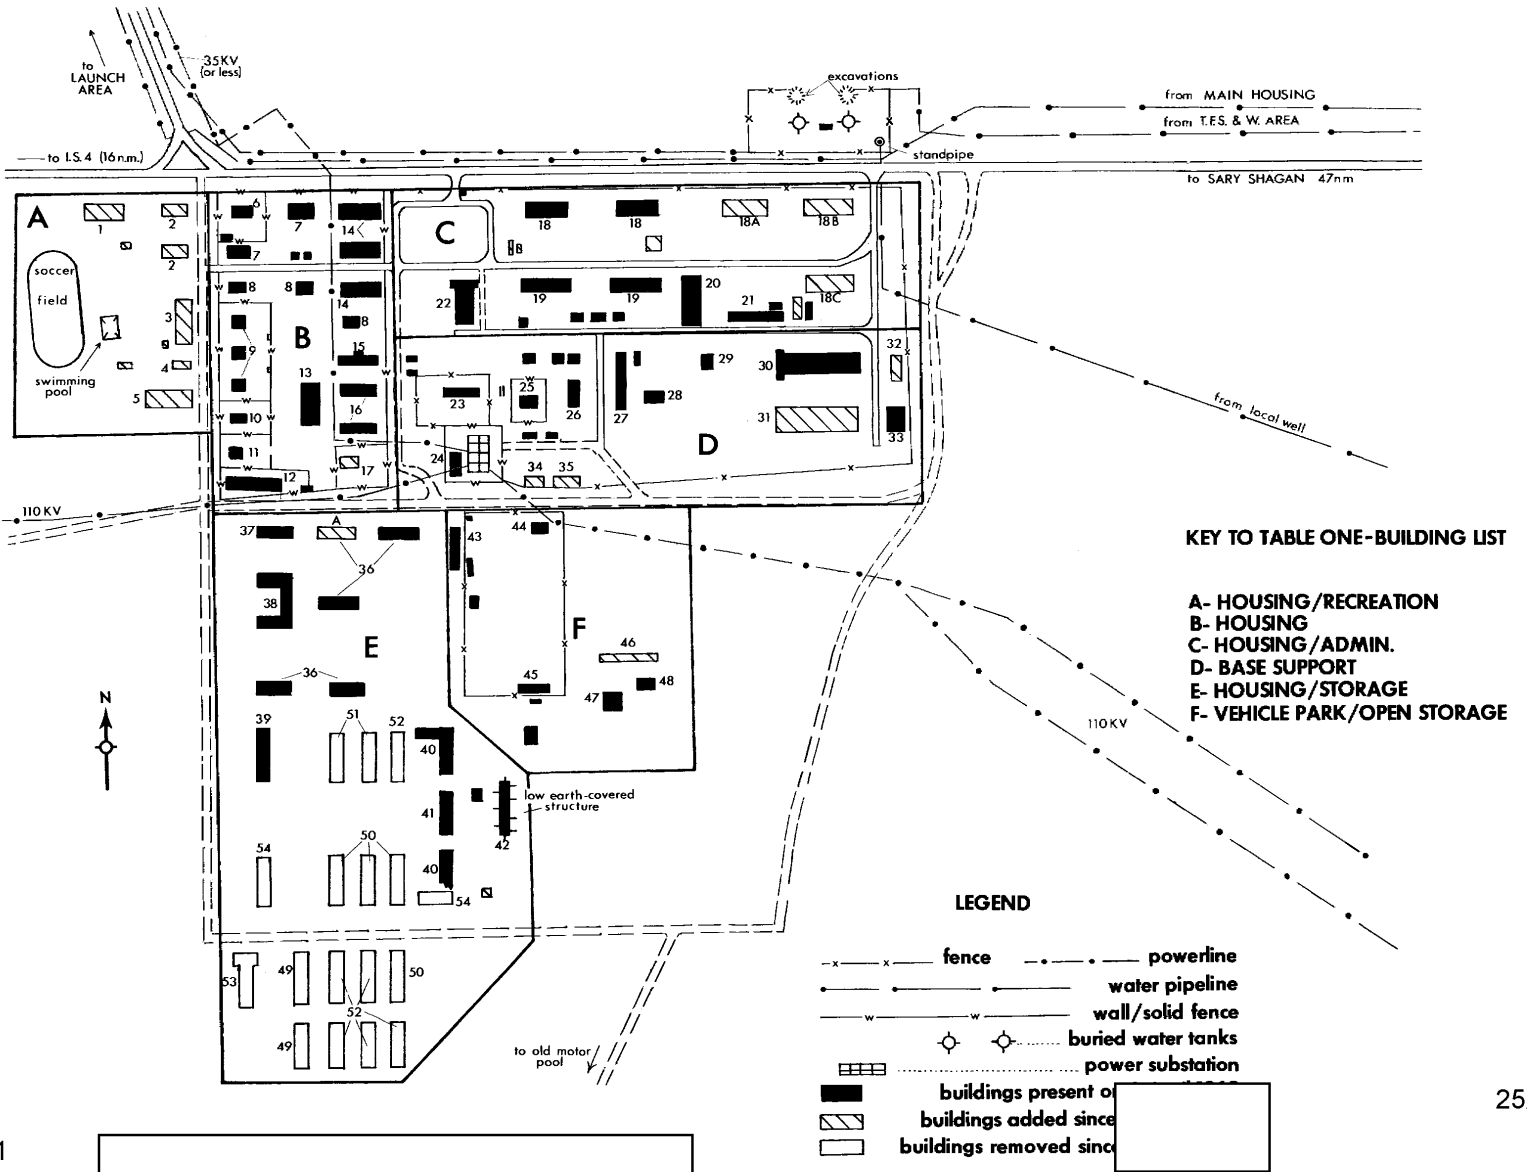 35KV
(or less)
to
LAUNCH
AREA
excavations
from MAIN HOUSING
from T.F.S. & W. AREA
to I.S.4 (16 n.m.)
standpipe
to SARY SHAGAN 47nm
A
1
2
2
soccer
field
3
swimming
pool
4
5
6
7
14
7
8
8
14
8
B
9
13
15
16
10
11
17
12
C
18
18
18A
18B
22
19
19
20
21
18C
23
25
26
27
28
29
30
31
32
33
24
34
35
D
from local well
110 KV
37
A
36
38
E
36
43
44
F
46
45
47
48
KEY TO TABLE ONE-BUILDING LIST
A- HOUSING/RECREATION
B- HOUSING
C- HOUSING/ADMIN.
D- BASE SUPPORT
E- HOUSING/STORAGE
F- VEHICLE PARK/OPEN STORAGE
N
39
51
52
40
110 KV
41
low earth-covered
structure
42
54
50
40
54
53
49
50
52
49
to old motor
pool
LEGEND
fence
powerline
water pipeline
wall/solid fence
buried water tanks
power substation
buildings present
buildings added since
buildings removed
25
1